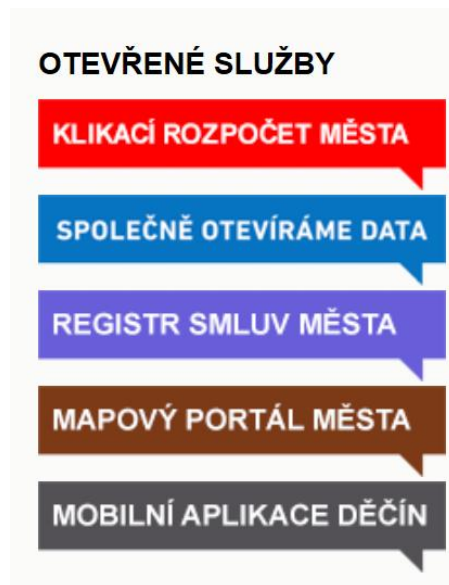 OTEVŘENÉ SLUŽBY
KLIKACÍ ROZPOČET MĚSTA
SPOLEČNĚ OTEVÍRÁME DATA
REGISTR SMLUV MĚSTA
MAPOVÝ PORTÁL MĚSTA
MOBILNÍ APLIKACE DĚČÍN